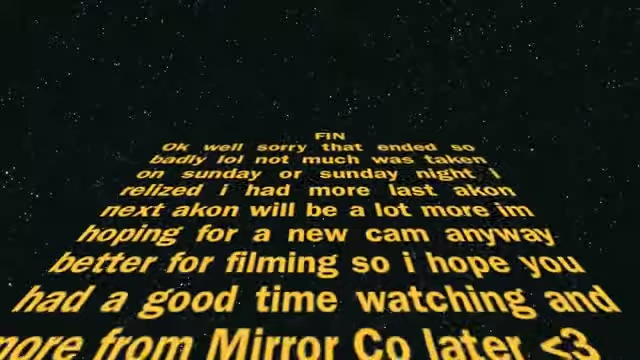 FIN
Ok well sorry that ended so
badly lol not much was taken
on sunday or sunday night i
relized i had more last akon
next akon will be a lot more im
hoping for a new cam anyway
better for filming so i hope you
had a good time watching and
more from Mirror Co later <3